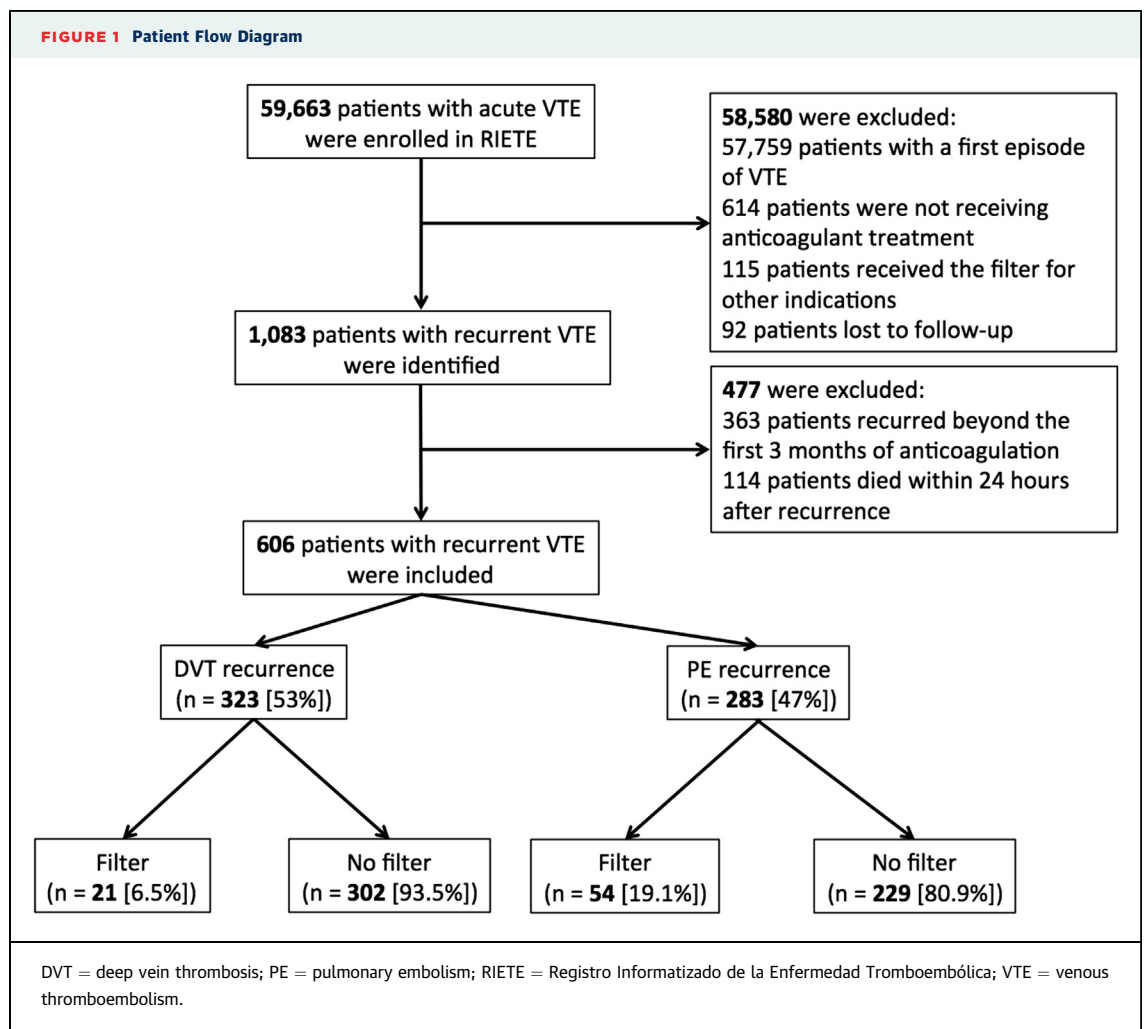 FIGURE 1 Patient Flow Diagram
59,663 patients with acute VTE
were enrolled in RIETE
58,580 were excluded:
57,759 patients with a first episode
of VTE
614 patients were not receiving
anticoagulant treatment
115 patients received the filter for
other indications
92 patients lost to follow-up
1,083 patients with recurrent VTE
were identified
477 were excluded:
363 patients recurred beyond the
first 3 months of anticoagulation
114 patients died within 24 hours
after recurrence
606 patients with recurrent VTE
were included
DVT recurrence
(n = 323 [53%])
PE recurrence
(n = 283 [47%])
Filter
(n = 21 [6.5%])
No filter
(n = 302 [93.5%])
Filter
(n = 54 [19.1%])
No filter
(n = 229 [80.9%])
DVT = deep vein thrombosis; PE = pulmonary embolism; RIETE = Registro Informatizado de la Enfermedad Tromboembólica; VTE = venous
thromboembolism.